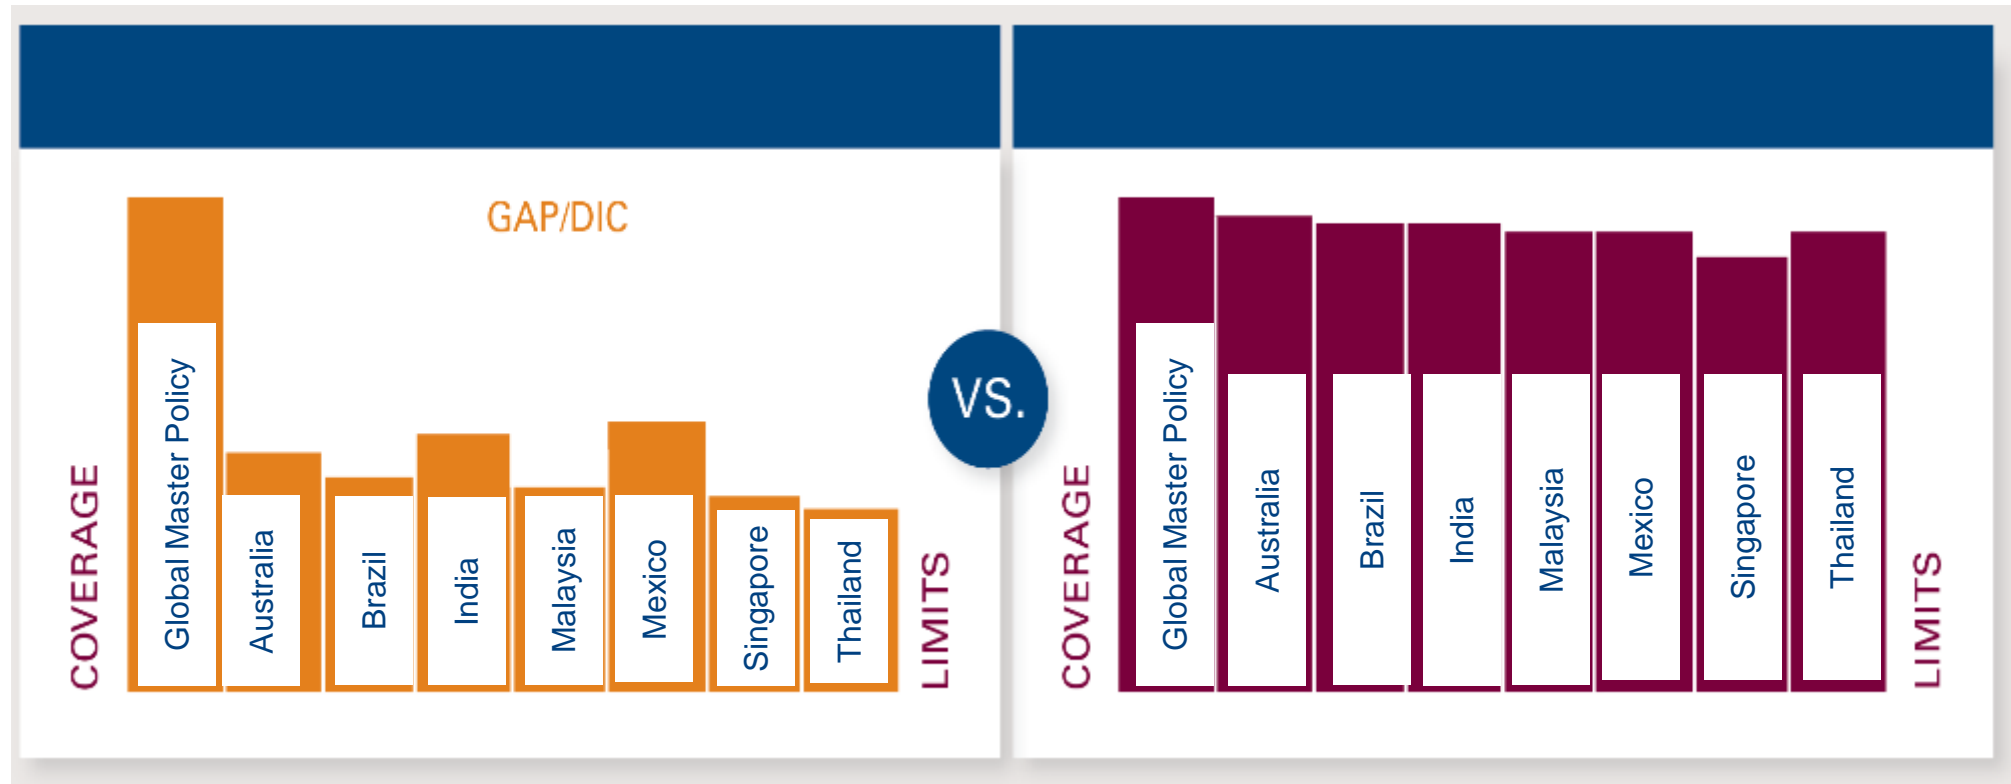 GAP/DIC
COVERAGE
Global Master Policy
Australia
Brazil
India
Malaysia
Mexico
Singapore
Thailand
LIMITS
VS.
COVERAGE
Global Master Policy
Australia
Brazil
India
Malaysia
Mexico
Singapore
Thailand
LIMITS